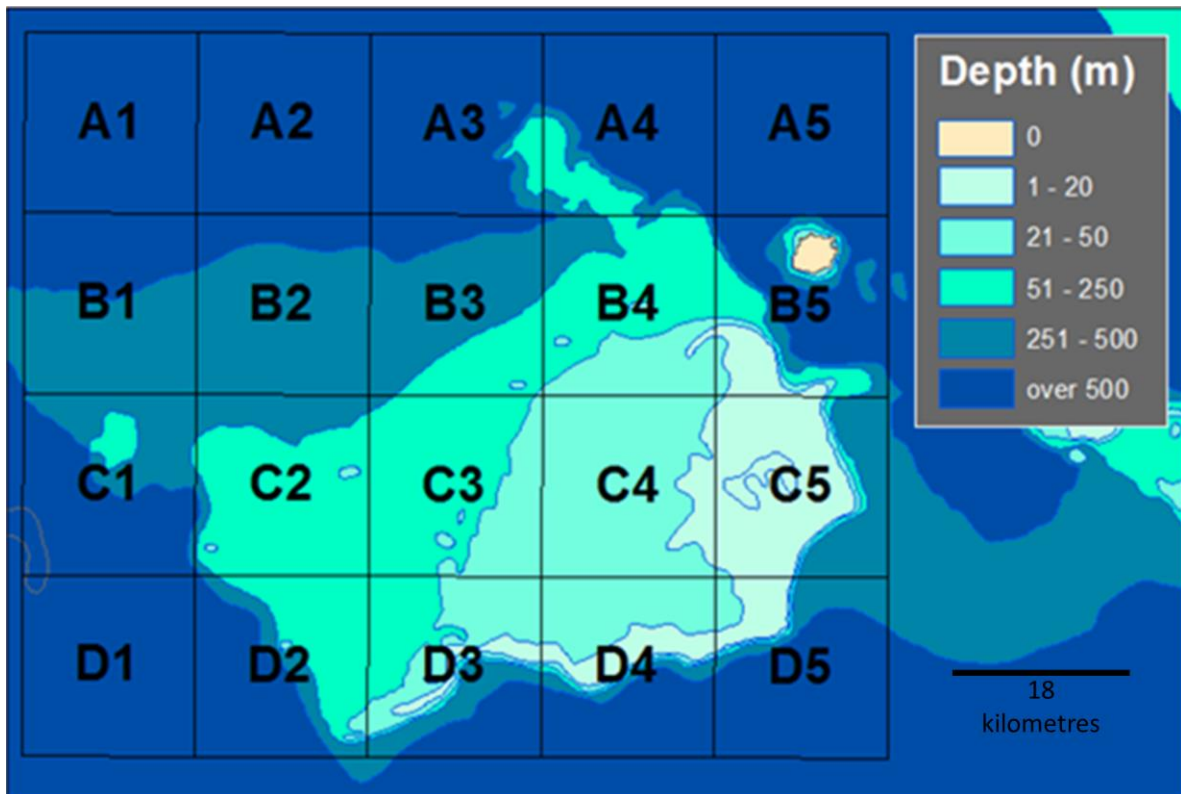 A1 A2 A3 A4 A5
B1 B2 B3 B4 B5
C1 C2 C3 C4 C5
D1 D2 D3 D4 D5
Depth (m)
0
1 - 20
21 - 50
51 - 250
251 - 500
over 500
18
kilometres